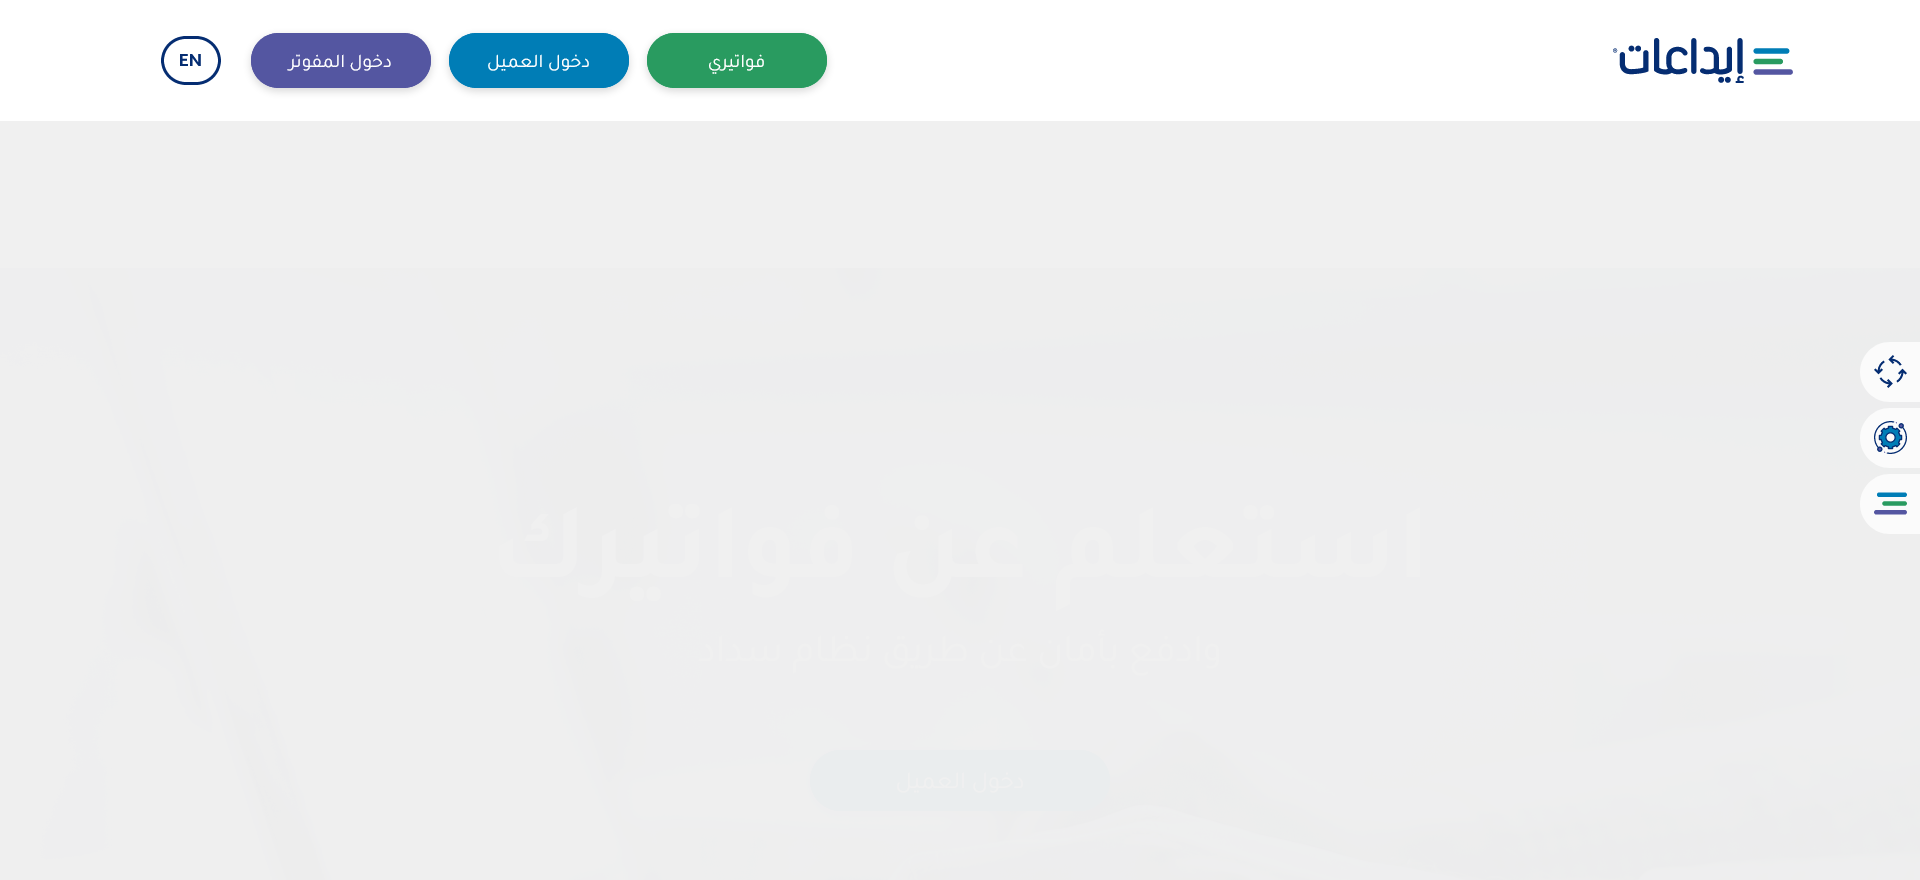 إيداعات®
فواتيري
دخول العميل
دخول المفوتر
EN
استعلم عن فواتيرك
وادفع بأمان عن طريق نظام سداد
دخول العميل